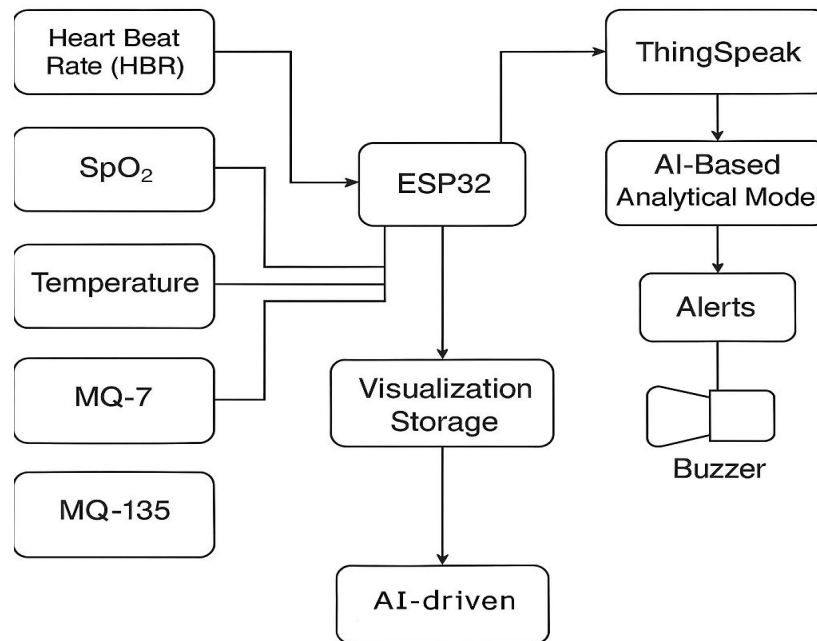 Heart Beat
Rate (HBR)
SpO₂
Temperature
MQ-7
MQ-135
ESP32
Visualization
Storage
AI-driven
ThingSpeak
AI-Based
Analytical Model
Alerts
Buzzer